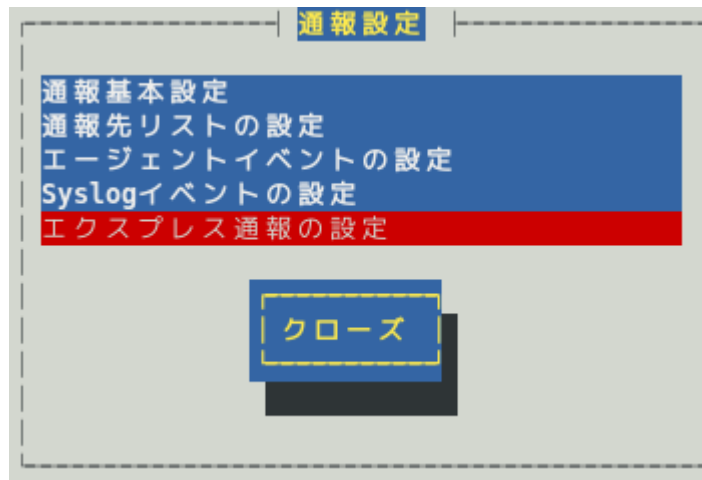 通報設定
通報基本設定
通報先リストの設定
エージェントイベントの設定
Syslogイベントの設定
エクスプレス通報の設定
クローズ